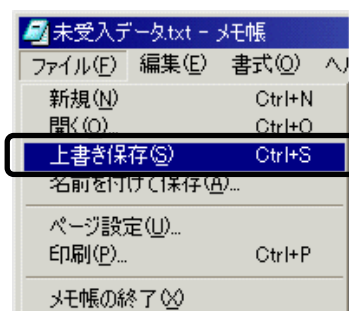 未受入データ.txt - メモ帳
ファイル(F) 編集(E) 書式(O) ヘ
新規(N) Ctrl+N
開く(O)... Ctrl+O
上書き保存(S) Ctrl+S
名前を付けて保存(A)...
ページ設定(U)...
印刷(P)... Ctrl+P
メモ帳の終了(X)